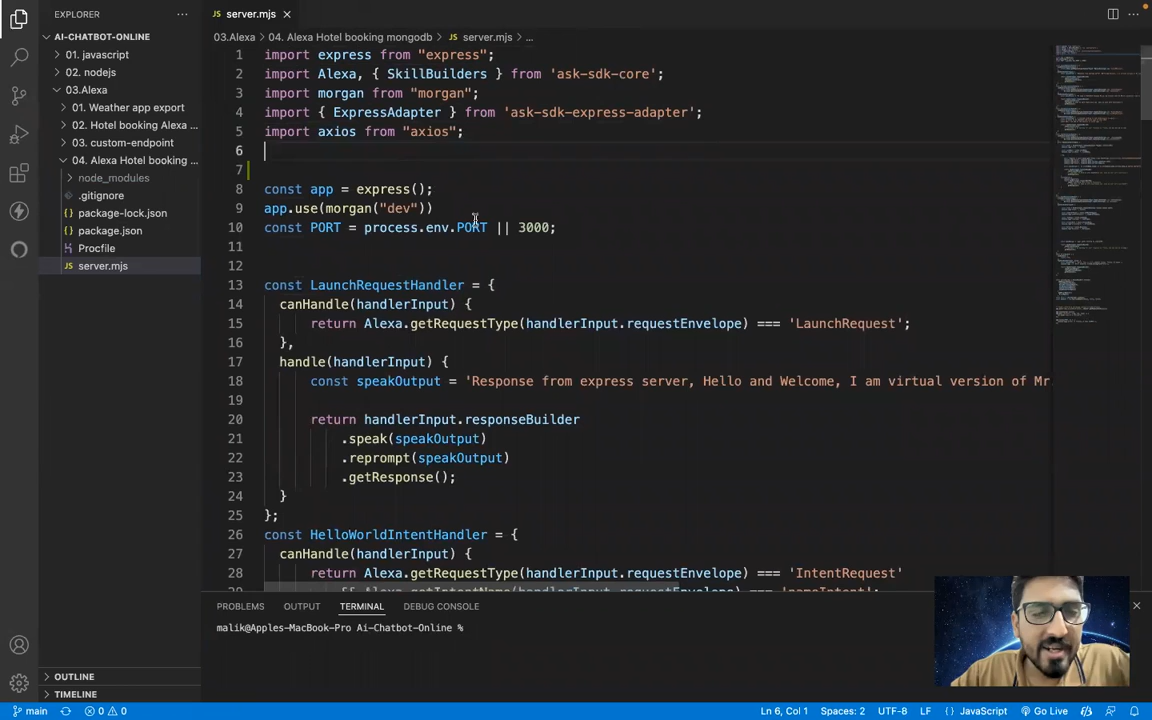 EXPLORER
AI-CHATBOT-ONLINE
01. javascript
02. nodejs
03.Alexa
01. Weather app export
02. Hotel booking Alexa ...
03. custom-endpoint
04. Alexa Hotel booking ...
node_modules
.gitignore
package-lock.json
package.json
Procfile
JS server.mjs
OUTLINE
TIMELINE
JS server.mjs
03.Alexa > 04. Alexa Hotel booking mongodb > JS server.mjs > ...
1 import express from "express";
2 import Alexa, { SkillBuilders } from 'ask-sdk-core';
3 import morgan from "morgan";
4 import { ExpressAdapter } from 'ask-sdk-express-adapter';
5 import axios from "axios";
6
7
8 const app = express();
9 app.use(morgan("dev"))
10 const PORT = process.env.PORT || 3000;
11
12
13 const LaunchRequestHandler = {
14 canHandle(handlerInput) {
15 return Alexa.getRequestType(handlerInput.requestEnvelope) === 'LaunchRequest';
16 },
17 handle(handlerInput) {
18 const speakOutput = 'Response from express server, Hello and Welcome, I am virtual version of Mr
19
20 return handlerInput.responseBuilder
21 .speak(speakOutput)
22 .reprompt(speakOutput)
23 .getResponse();
24 }
25 };
26 const HelloWorldIntentHandler = {
27 canHandle(handlerInput) {
28 return Alexa.getRequestType(handlerInput.requestEnvelope) === 'IntentRequest'
PROBLEMS OUTPUT TERMINAL DEBUG CONSOLE
malik@Apples-MacBook-Pro Ai-Chatbot-Online %
main 0 0 Ln 6, Col 1 Spaces: 2 UTF-8 LF {} JavaScript Go Live